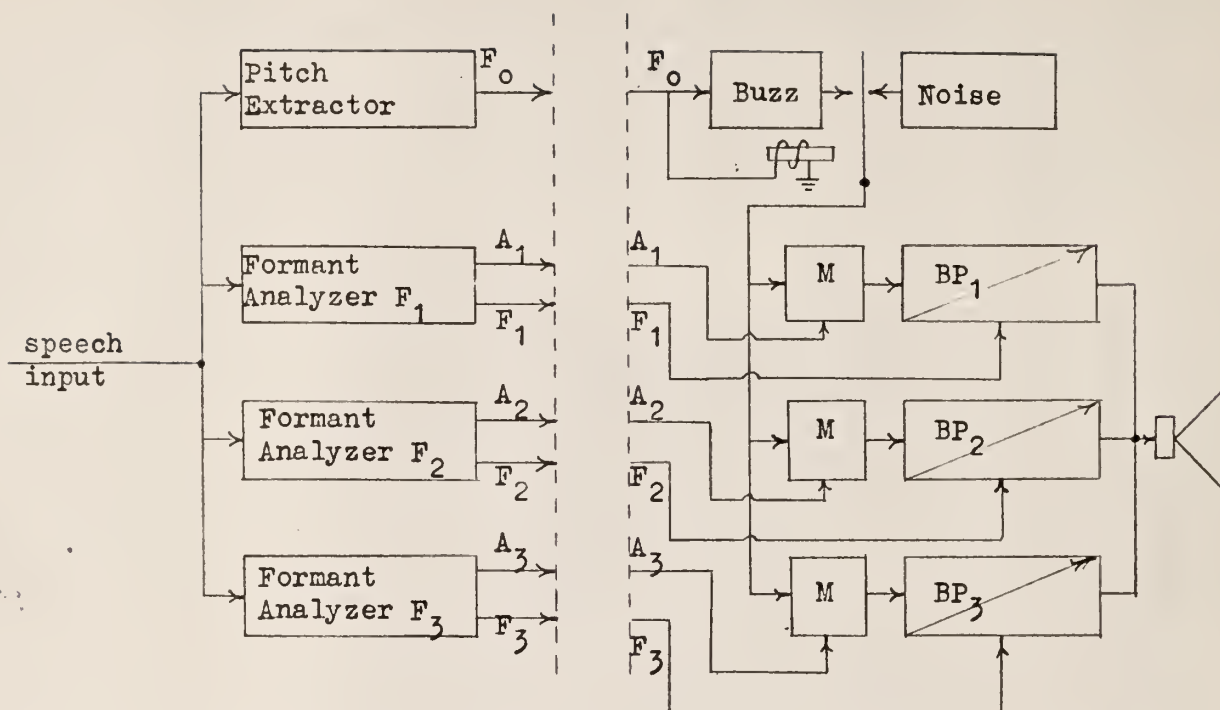 Pitch
Extractor
F₀
F₀
Buzz
Noise
Formant
Analyzer F₁
A₁
F₁
A₁
F₁
M
BP₁
speech
input
Formant
Analyzer F₂
A₂
F₂
A₂
F₂
M
BP₂
Formant
Analyzer F₃
A₃
F₃
A₃
F₃
M
BP₃